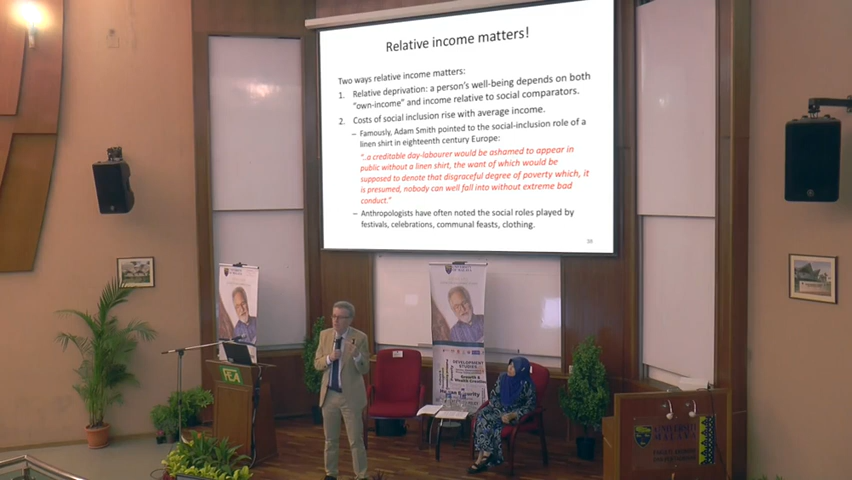 Relative income matters!
Two ways relative income matters:
1. Relative deprivation: a person's well-being depends on both
"own-income" and income relative to social comparators.
2. Costs of social inclusion rise with average income.
– Famously, Adam Smith pointed to the social-inclusion role of a
linen shirt in eighteenth century Europe:
"..a creditable day-labourer would be ashamed to appear in
public without a linen shirt, the want of which would be
supposed to denote that disgraceful degree of poverty which, it
is presumed, nobody can well fall into without extreme bad
conduct."
– Anthropologists have often noted the social roles played by
festivals, celebrations, communal feasts, clothing.
DEVELOPMENT
STUDIES
Growth &
FEA
UNIVERSITI
MALAYA